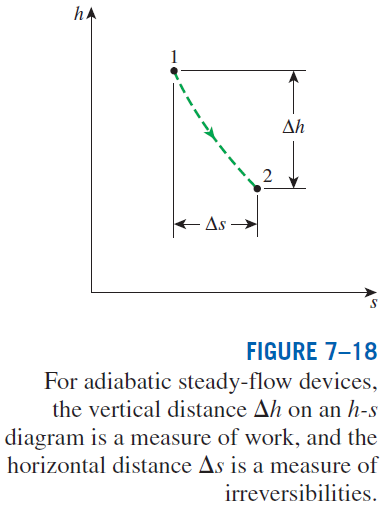 h
1
Δh
2
Δs
s
FIGURE 7–18
For adiabatic steady-flow devices,
the vertical distance Δh on an h-s
diagram is a measure of work, and the
horizontal distance Δs is a measure of
irreversibilities.